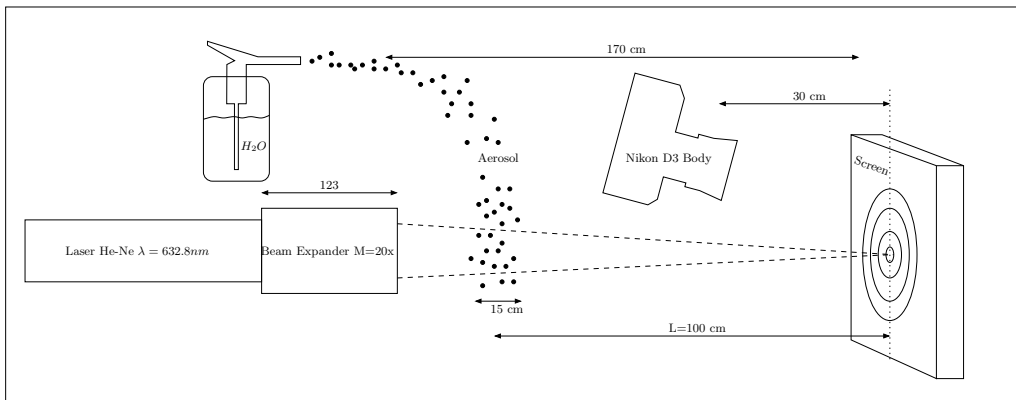 170 cm
30 cm
H₂O
Aerosol
Nikon D3 Body
Screen
123
Laser He-Ne λ = 632.8nm
Beam Expander M=20x
15 cm
L=100 cm